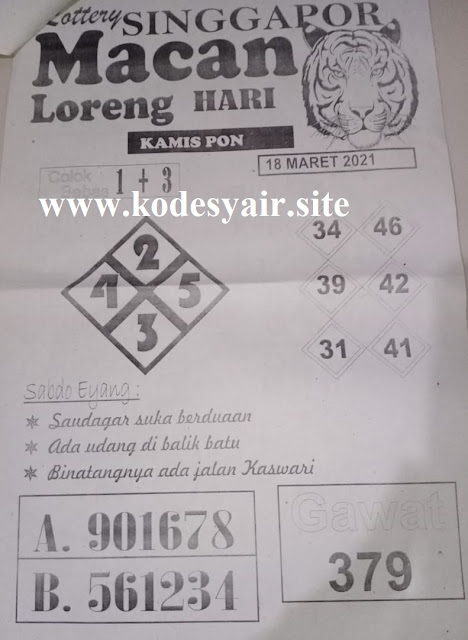 Lottery SINGGAPOR
Macan
Loreng HARI
KAMIS PON
18 MARET 2021
Colok
Bebas 1 + 3
www.kodesyair.site
34 46
2
4 5
39 42
3
31 41
Sabdo Eyang :
✶ Saudagar suka berduaan
✶ Ada udang di balik batu
✶ Binatangnya ada jalan Kaswari
A. 901678
B. 561234
Gawat
379